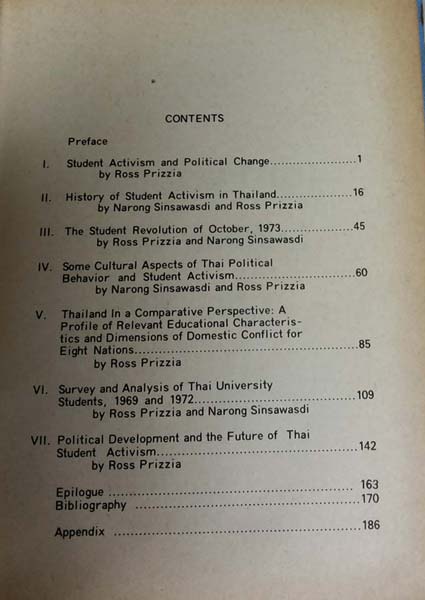 CONTENTS
Preface
I. Student Activism and Political Change......................1
by Ross Prizzia
II. History of Student Activism in Thailand...................16
by Narong Sinsawasdi and Ross Prizzia
III. The Student Revolution of October, 1973...................45
by Ross Prizzia and Narong Sinsawasdi
IV. Some Cultural Aspects of Thai Political
Behavior and Student Activism...............................60
by Narong Sinsawasdi and Ross Prizzia
V. Thailand In a Comparative Perspective: A
Profile of Relevant Educational Characteris-
tics and Dimensions of Domestic Conflict for
Eight Nations.........................................................85
by Ross Prizzia
VI. Survey and Analysis of Thai University
Students, 1969 and 1972.........................................109
by Ross Prizzia and Narong Sinsawasdi
VII. Political Development and the Future of Thai
Student Activism....................................................142
by Ross Prizzia
Epilogue ............................................................. 163
Bibliography .......................................................170
Appendix ..............................................................186